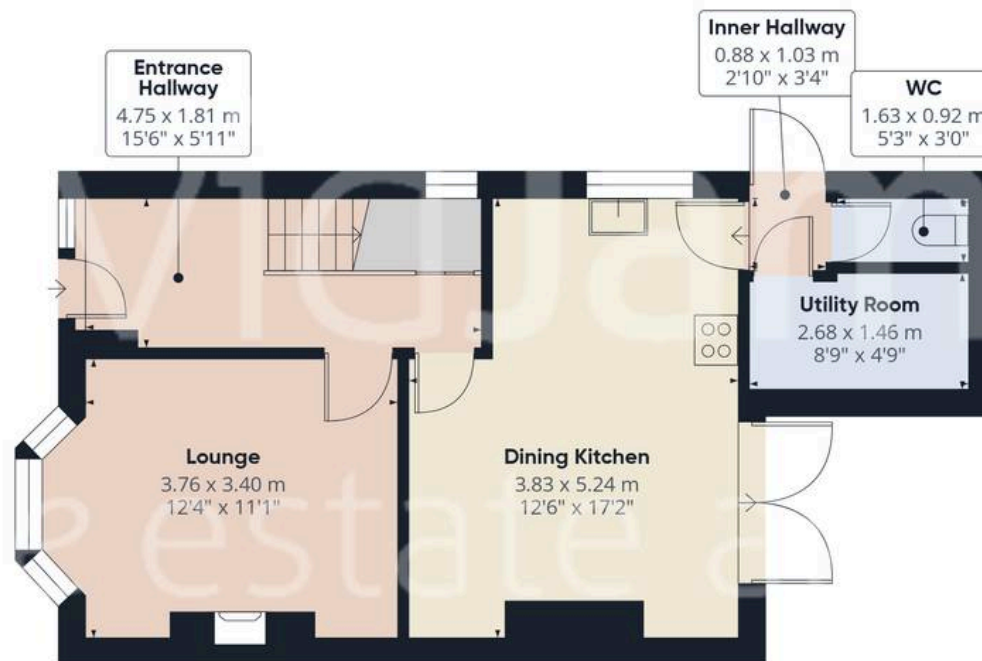 Inner Hallway
0.88 x 1.03 m
2'10" x 3'4"
Entrance
Hallway
4.75 x 1.81 m
15'6" x 5'11"
WC
1.63 x 0.92 m
5'3" x 3'0"
Utility Room
2.68 x 1.46 m
8'9" x 4'9"
Lounge
3.76 x 3.40 m
12'4" x 11'1"
Dining Kitchen
3.83 x 5.24 m
12'6" x 17'2"
& estate a